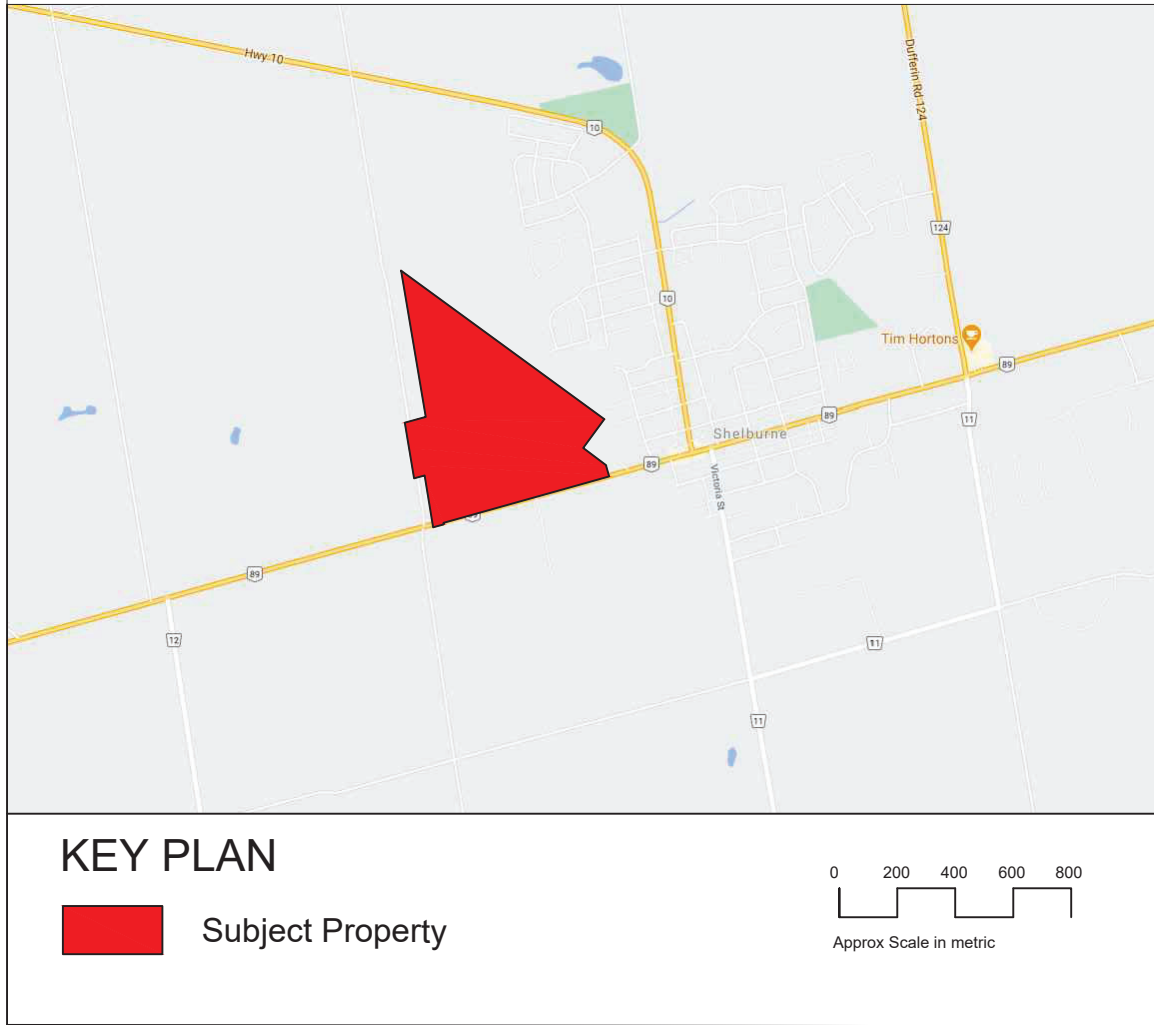 Hwy 10
Dufferin Rd 124
10
124
10
Tim Hortons
89
89
11
Shelburne
89
Victoria St
89
89
12
11
11
KEY PLAN
Subject Property
0 200 400 600 800
Approx Scale in metric